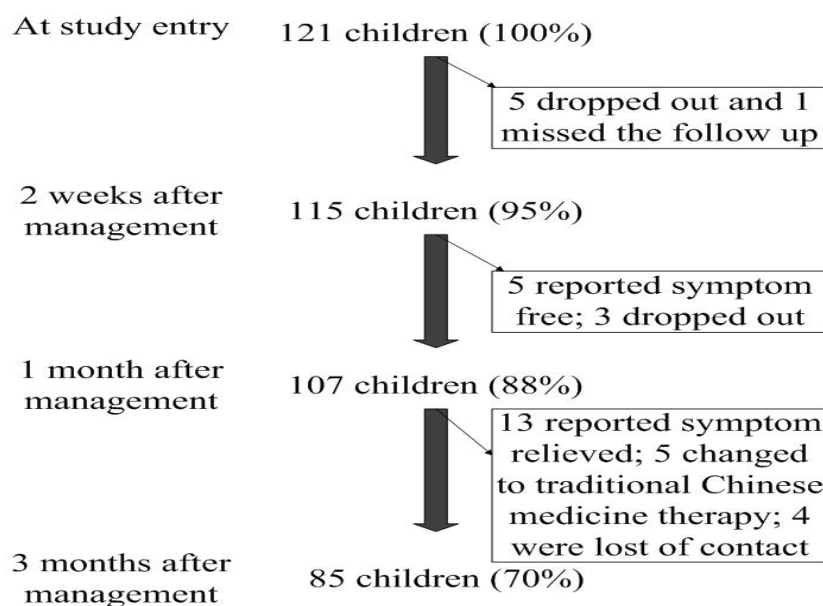 At study entry
121 children (100%)
5 dropped out and 1
missed the follow up
2 weeks after
management
115 children (95%)
5 reported symptom
free; 3 dropped out
1 month after
management
107 children (88%)
13 reported symptom
relieved; 5 changed
to traditional Chinese
medicine therapy; 4
were lost of contact
3 months after
management
85 children (70%)